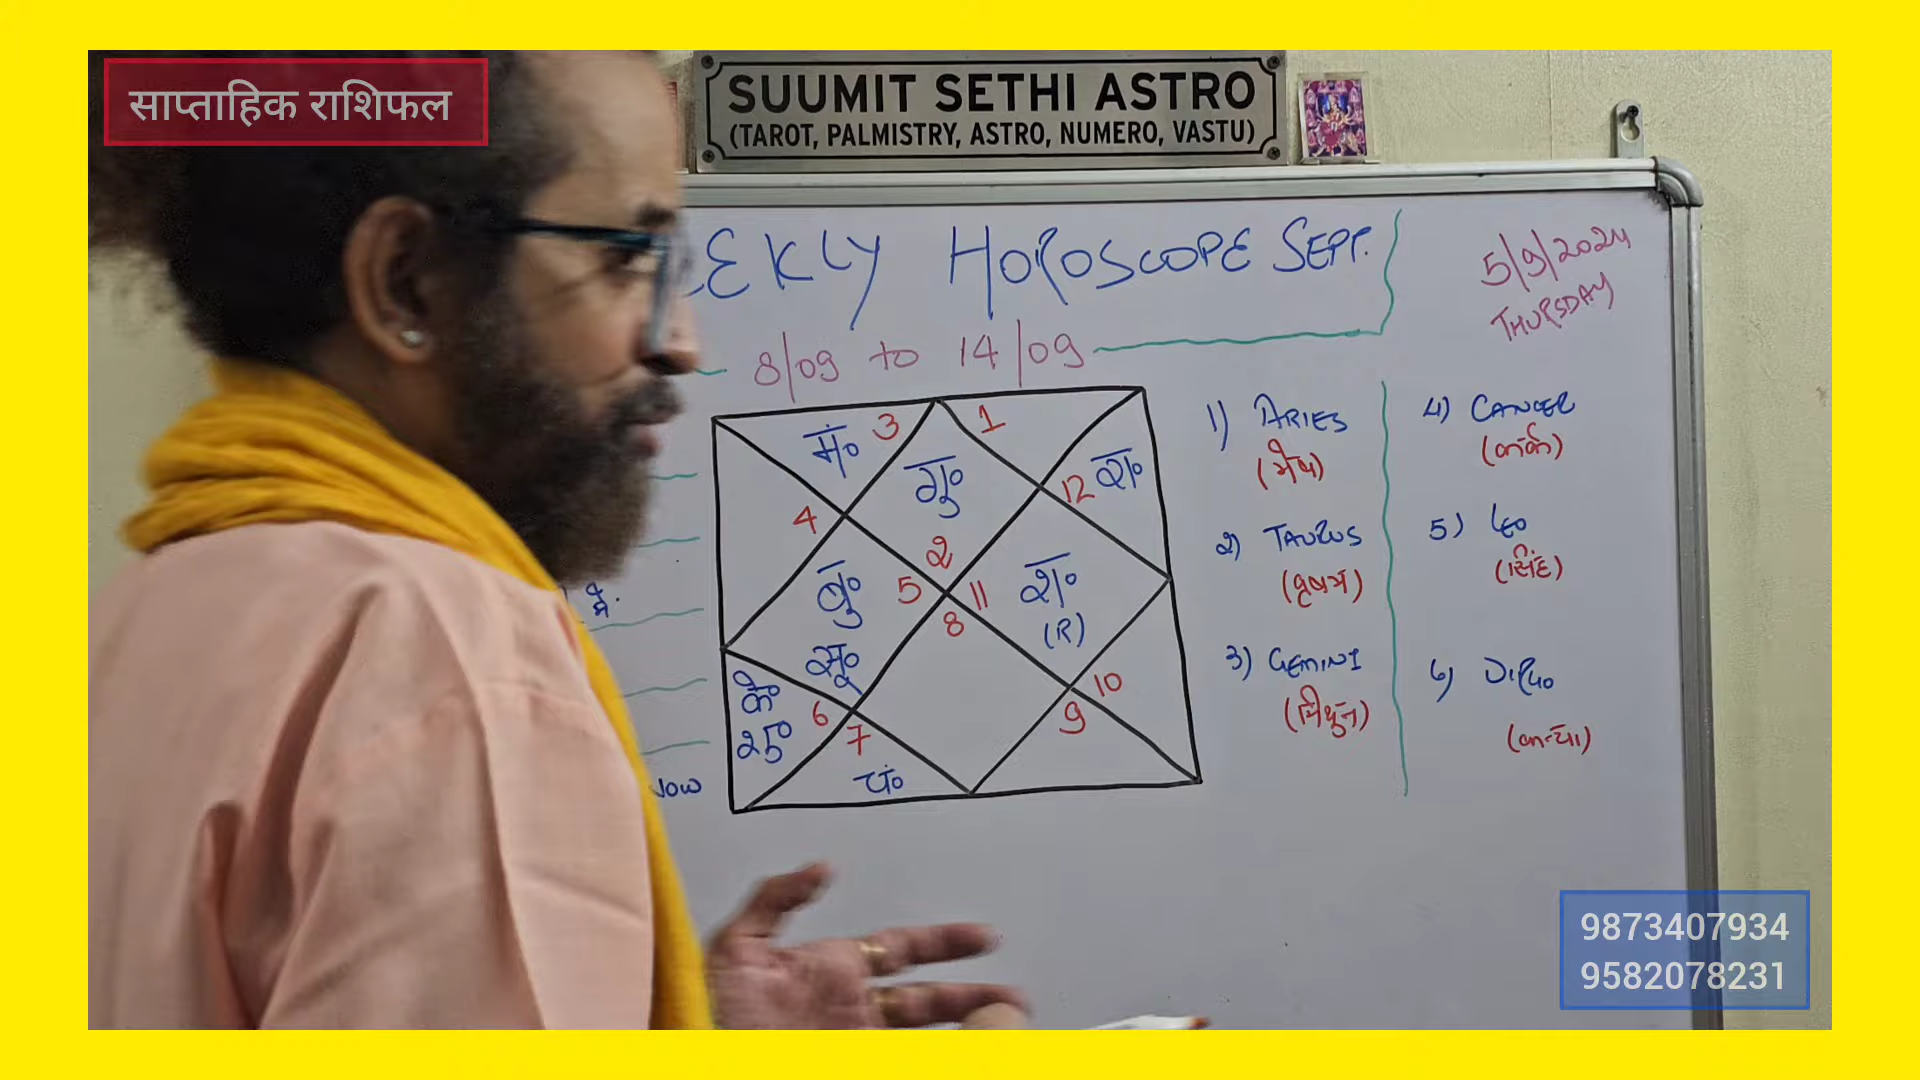 साप्ताहिक राशिफल
SUUMIT SETHI ASTRO
(TAROT, PALMISTRY, ASTRO, NUMERO, VASTU)
EKLY HOROSCOPE SEPT.
5/9/2024
THURSDAY
8/09 to 14/09
मं० 3
1
गु०
12 श०
4
2
बु० 5
11 श०
8
(R)
सू०
के०
6
10
शु०
7
9
चं०
में.
now
1) ARIES
(मेष)
2) TAURUS
(वृषभ)
3) GEMINI
(मिथुन)
4) CANCER
(कर्क)
5) LEO
(सिंह)
6) VIRGO
(कन्या)
9873407934
9582078231